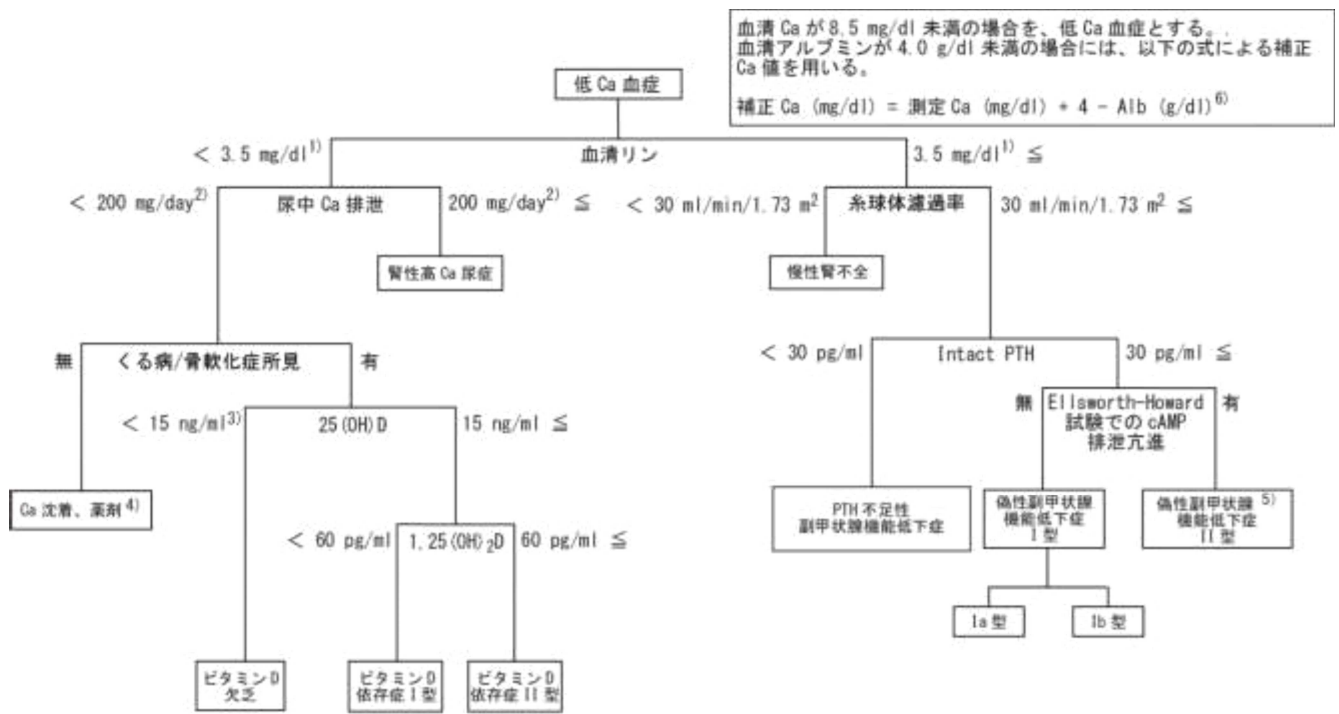 血清 Ca が 8.5 mg/dl 未満の場合を、低 Ca 血症とする。.
血清アルブミンが 4.0 g/dl 未満の場合には、以下の式による補正
Ca 値を用いる。
補正 Ca (mg/dl) = 測定 Ca (mg/dl) + 4 - Alb (g/dl)6)
低 Ca 血症
< 3.5 mg/dl1)
血清リン
3.5 mg/dl1) ≦
< 200 mg/day2)
尿中 Ca 排泄
200 mg/day2) ≦
< 30 ml/min/1.73 m2
糸球体濾過率
30 ml/min/1.73 m2 ≦
腎性高 Ca 尿症
慢性腎不全
無
くる病/骨軟化症所見
有
< 30 pg/ml
Intact PTH
30 pg/ml ≦
< 15 ng/ml3)
25(OH)D
15 ng/ml ≦
無
Ellsworth-Howard
試験での cAMP
排泄亢進
有
Ca 沈着、薬剤4)
PTH 不足性
副甲状腺機能低下症
偽性副甲状腺
機能低下症
I 型
偽性副甲状腺5)
機能低下症
II 型
< 60 pg/ml
1,25(OH)2D
60 pg/ml ≦
Ia 型
Ib 型
ビタミン D
欠乏
ビタミン D
依存症 I 型
ビタミン D
依存症 II 型